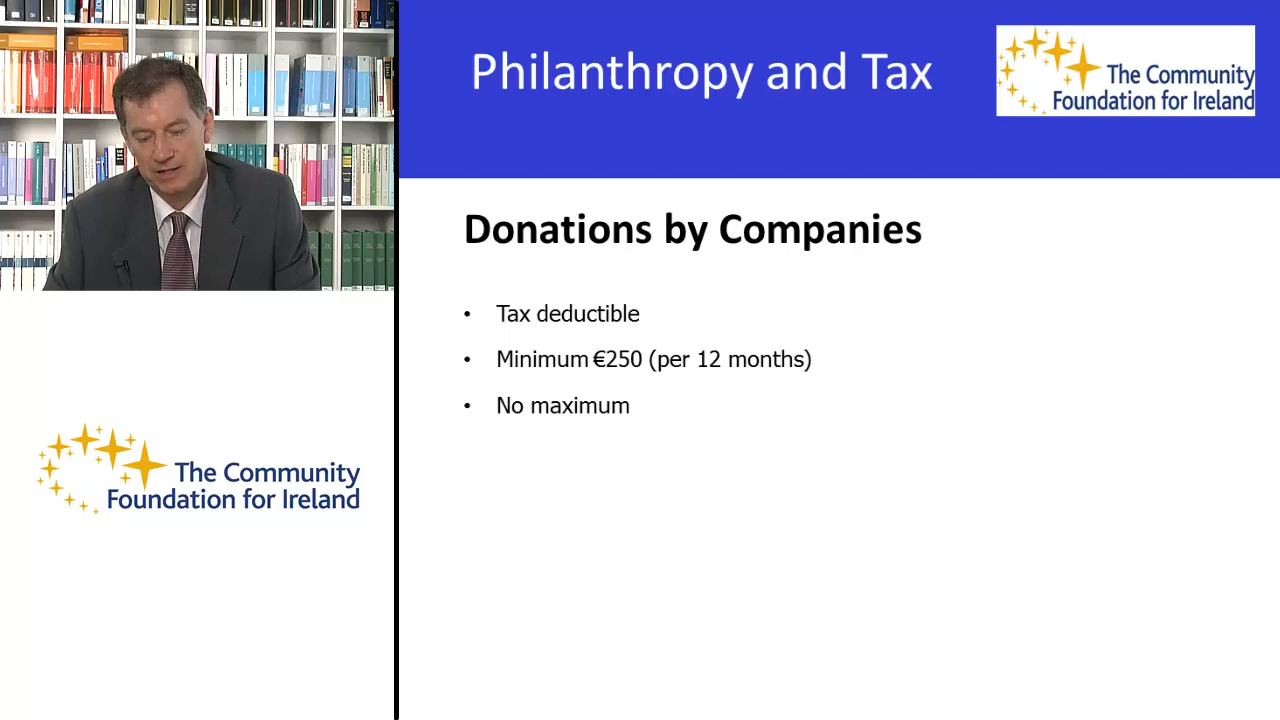 Philanthropy and Tax
The Community
Foundation for Ireland
Donations by Companies
• Tax deductible
• Minimum €250 (per 12 months)
• No maximum
The Community
Foundation for Ireland